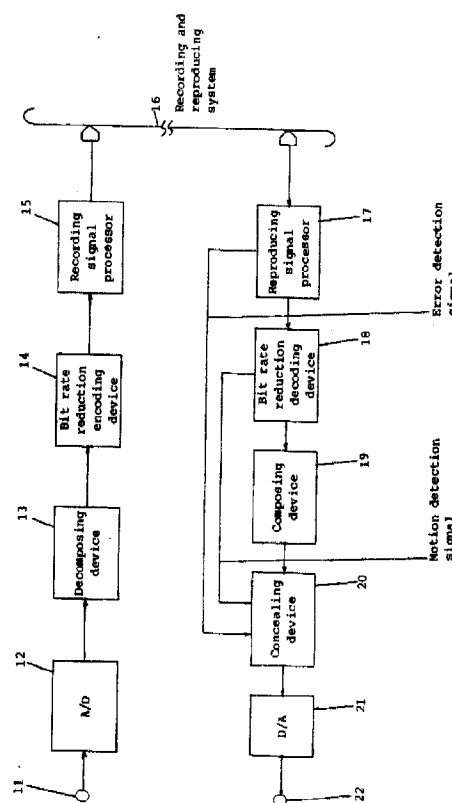 11
12
A/D
13
Decomposing
device
14
Bit rate
reduction
encoding
device
15
Recording
signal
processor
16
Recording and
reproducing
system
17
Reproducing
signal
processor
Error detection
signal
18
Bit rate
reduction
decoding
device
19
Composing
device
Motion detection
signal
20
Concealing
device
21
D/A
22